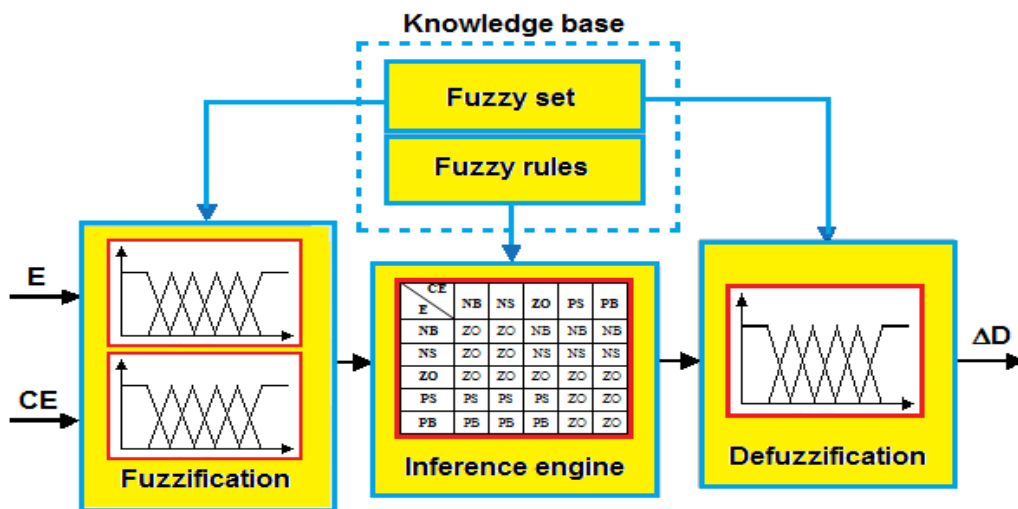 Knowledge base
Fuzzy set
Fuzzy rules
E
CE
Fuzzification
CE
E
NB NS ZO PS PB
NB ZO ZO NB NB NB
NS ZO ZO NS NS NS
ZO ZO ZO ZO ZO ZO
PS PS PS PS ZO ZO
PB PB PB PB ZO ZO
Inference engine
Defuzzification
ΔD